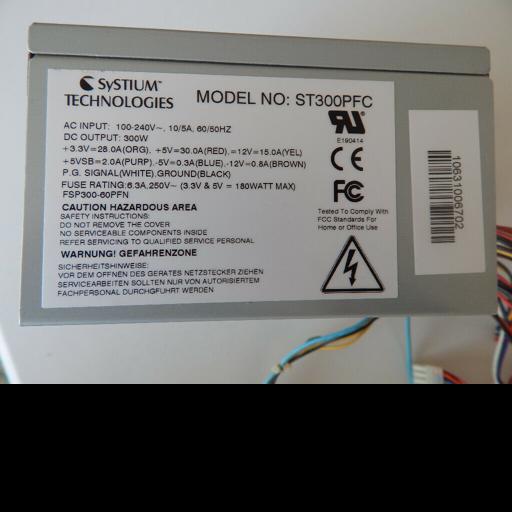 SYSTIUM™
TECHNOLOGIES
MODEL NO: ST300PFC
AC INPUT: 100-240V~, 10/5A, 60/50HZ
DC OUTPUT: 300W
+3.3V=28.0A(ORG), +5V=30.0A(RED),=12V=15.0A(YEL)
+5VSB=2.0A(PURP),-5V=0.3A(BLUE),-12V=0.8A(BROWN)
P.G. SIGNAL(WHITE),GROUND(BLACK)
FUSE RATING:6.3A,250V~ (3.3V & 5V = 180WATT MAX)
FSP300-60PFN
CAUTION HAZARDOUS AREA
SAFETY INSTRUCTIONS:
DO NOT REMOVE THE COVER
NO SERVICEABLE COMPONENTS INSIDE
REFER SERVICING TO QUALIFIED SERVICE PERSONAL
WARNUNG! GEFAHRENZONE
SICHERHEITSHINWEISE:
VOR DEM OFFNEN DES GERATES NETZSTECKER ZIEHEN
SERVICEARBEITEN SOLLTEN NUR VON AUTORISIERTEM
FACHPERSONAL DURCHGEFUHRT WERDEN
RU
E190414
CE
FC
Tested To Comply With
FCC Standards For
Home or Office Use
10631006702